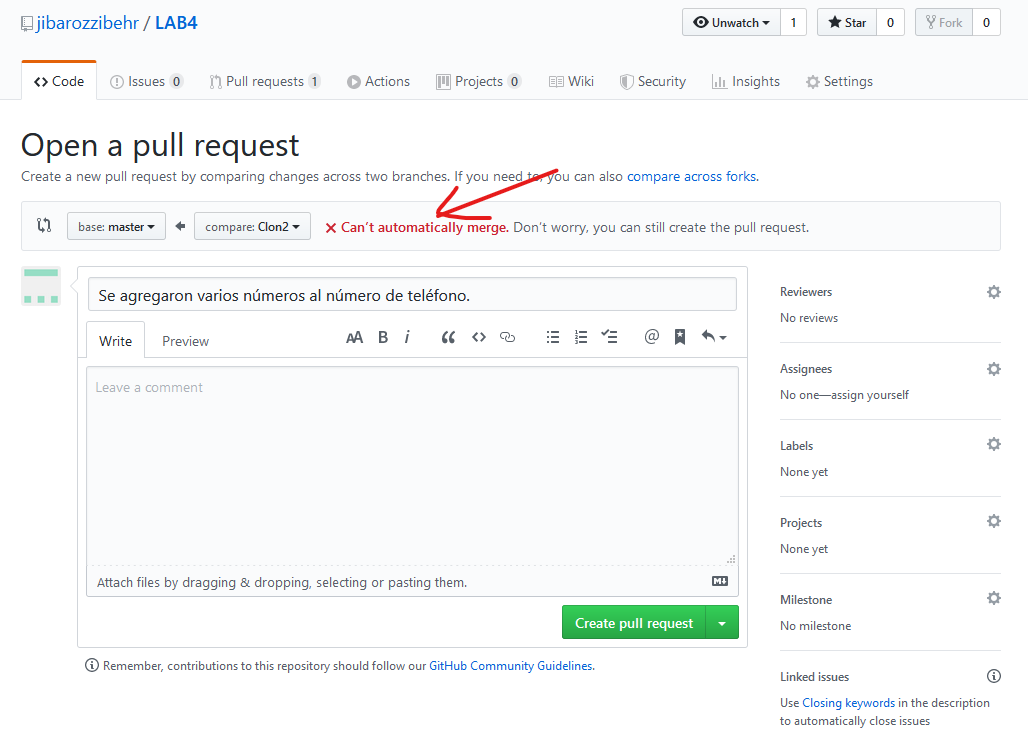 jibarozzibehr / LAB4
Unwatch 1 Star 0 Fork 0
Code Issues 0 Pull requests 1 Actions Projects 0 Wiki Security Insights Settings
Open a pull request
Create a new pull request by comparing changes across two branches. If you need to, you can also compare across forks.
base: master compare: Clon2 Can't automatically merge. Don't worry, you can still create the pull request.
Se agregaron varios números al número de teléfono.
Write Preview
Leave a comment
Attach files by dragging & dropping, selecting or pasting them.
Create pull request
Remember, contributions to this repository should follow our GitHub Community Guidelines.
Reviewers
No reviews
Assignees
No one—assign yourself
Labels
None yet
Projects
None yet
Milestone
No milestone
Linked issues
Use Closing keywords in the description
to automatically close issues